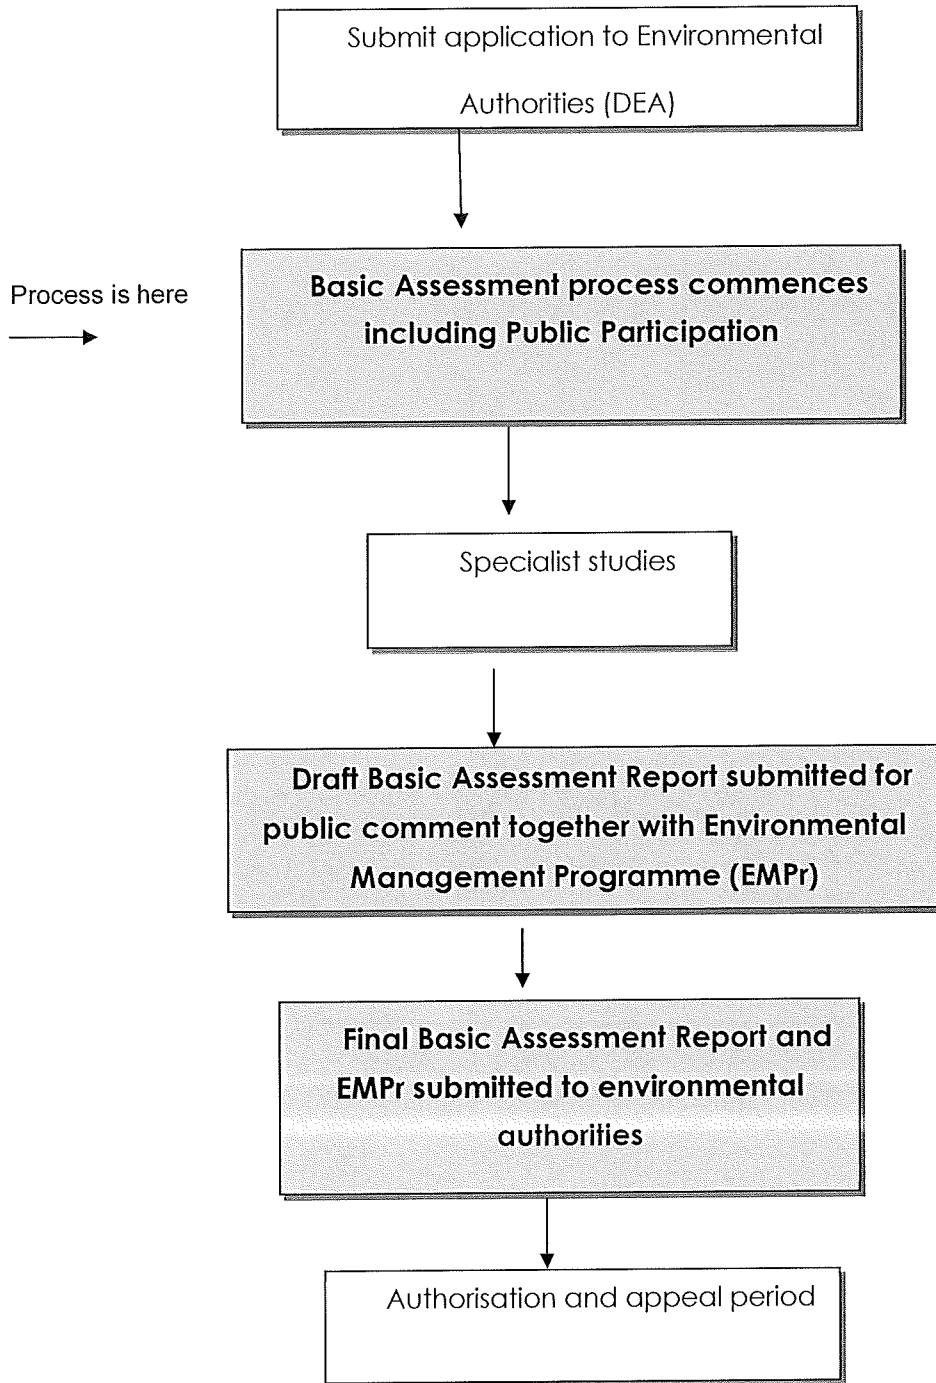 Submit application to Environmental
Authorities (DEA)
Process is here
Basic Assessment process commences
including Public Participation
Specialist studies
Draft Basic Assessment Report submitted for
public comment together with Environmental
Management Programme (EMPr)
Final Basic Assessment Report and
EMPr submitted to environmental
authorities
Authorisation and appeal period